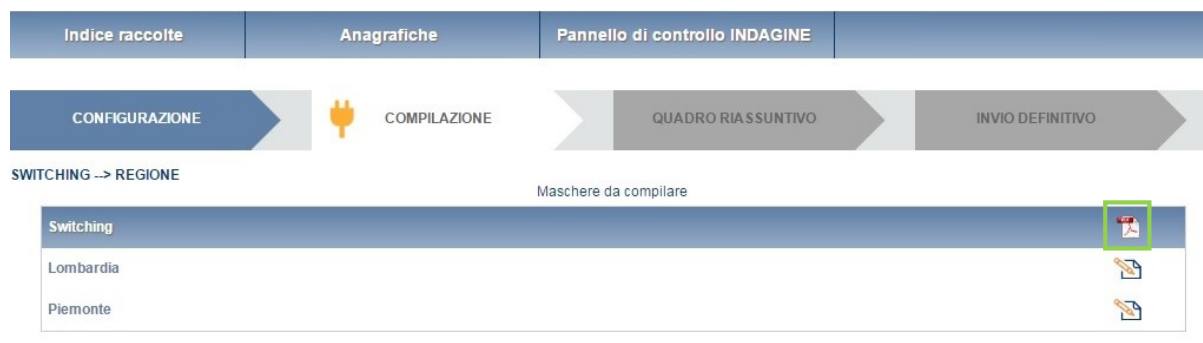 Indice raccolte Anagrafiche Pannello di controllo INDAGINE
CONFIGURAZIONE COMPILAZIONE QUADRO RIASSUNTIVO INVIO DEFINITIVO
SWITCHING --> REGIONE
Maschere da compilare
Switching
Lombardia
Piemonte